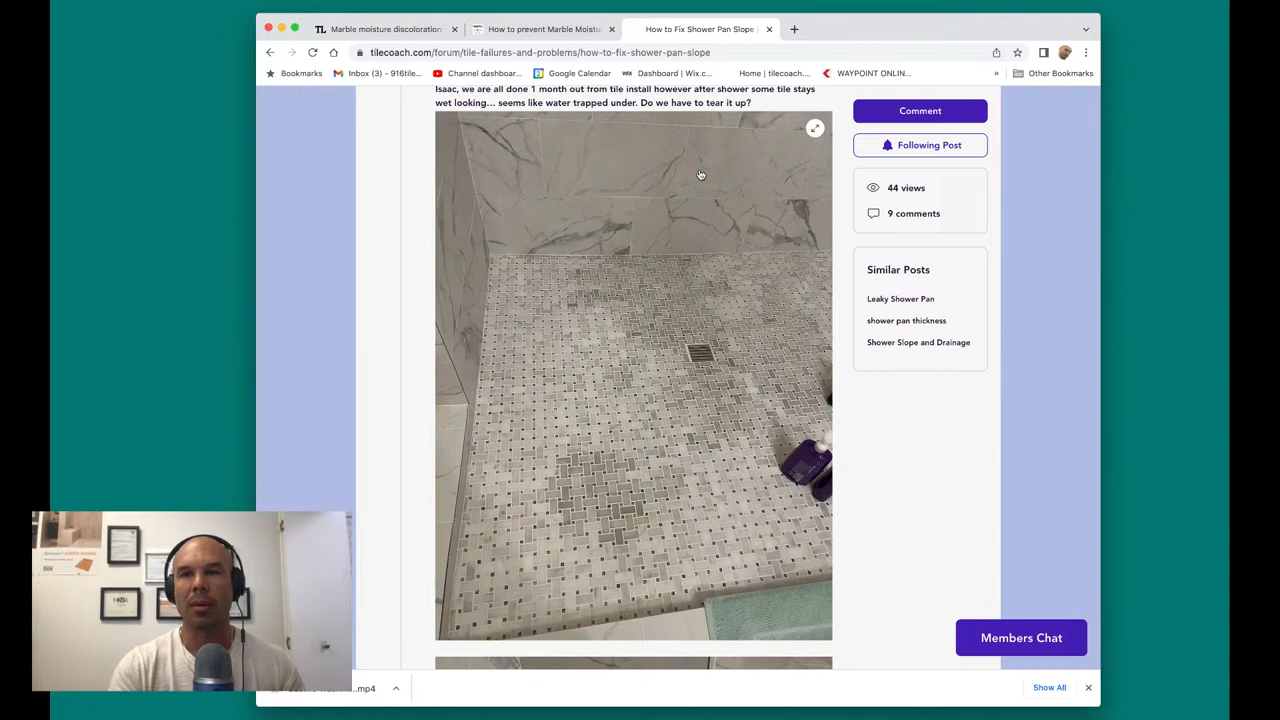 Marble moisture discoloration
How to prevent Marble Moistu
How to Fix Shower Pan Slope |
tilecoach.com/forum/tile-failures-and-problems/how-to-fix-shower-pan-slope
Bookmarks
Inbox (3) - 916tile...
Channel dashboar...
Google Calendar
Dashboard | Wix.c...
Home | tilecoach.c...
WAYPOINT ONLIN...
Other Bookmarks
Isaac, we are all done 1 month out from tile install however after shower some tile stays
wet looking... seems like water trapped under. Do we have to tear it up?
Comment
Following Post
44 views
9 comments
Similar Posts
Leaky Shower Pan
shower pan thickness
Shower Slope and Drainage
Members Chat
Show All